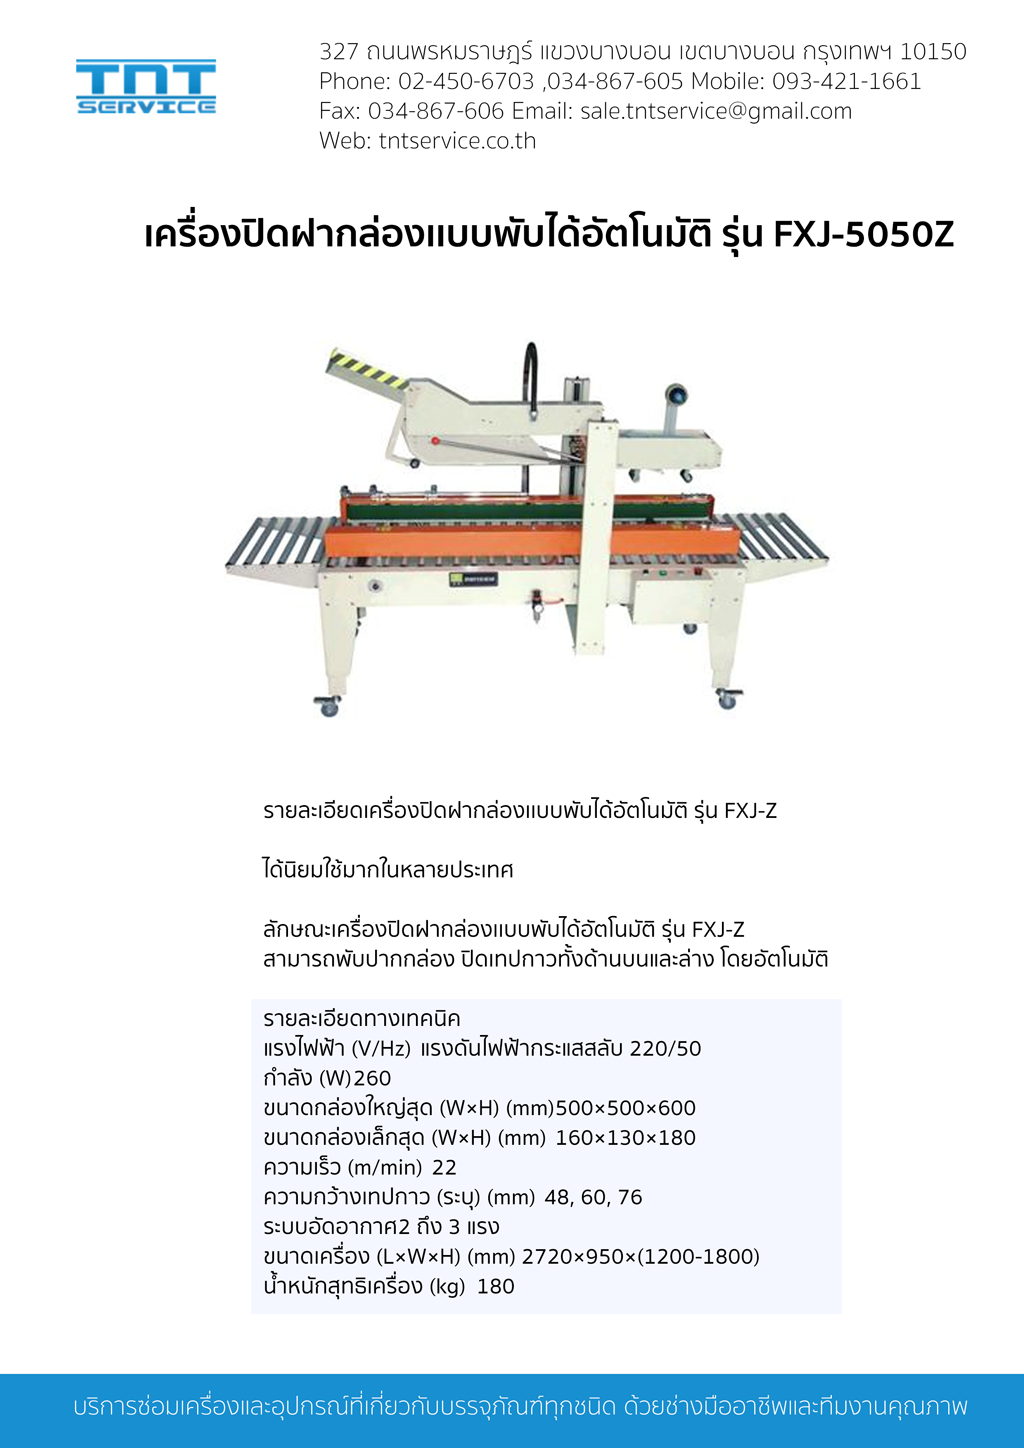 TNT
SERVICE
327 ถนนพรหมราษฎร์ แขวงบางบอน เขตบางบอน กรุงเทพฯ 10150
Phone: 02-450-6703 ,034-867-605 Mobile: 093-421-1661
Fax: 034-867-606 Email: sale.tntservice@gmail.com
Web: tntservice.co.th
เครื่องปิดฝากล่องแบบพับได้อัตโนมัติ รุ่น FXJ-5050Z
รายละเอียดเครื่องปิดฝากล่องแบบพับได้อัตโนมัติ รุ่น FXJ-Z
ได้นิยมใช้มากในหลายประเทศ
ลักษณะเครื่องปิดฝากล่องแบบพับได้อัตโนมัติ รุ่น FXJ-Z
สามารถพับปากกล่อง ปิดเทปกาวทั้งด้านบนและล่าง โดยอัตโนมัติ
รายละเอียดทางเทคนิค
แรงไฟฟ้า (V/Hz) แรงดันไฟฟ้ากระแสสลับ 220/50
กำลัง (W)260
ขนาดกล่องใหญ่สุด (W×H) (mm)500×500×600
ขนาดกล่องเล็กสุด (W×H) (mm) 160×130×180
ความเร็ว (m/min) 22
ความกว้างเทปกาว (ระบุ) (mm) 48, 60, 76
ระบบอัดอากาศ2 ถึง 3 แรง
ขนาดเครื่อง (L×W×H) (mm) 2720×950×(1200-1800)
น้ำหนักสุทธิเครื่อง (kg) 180
บริการซ่อมเครื่องและอุปกรณ์ที่เกี่ยวกับบรรจุภัณฑ์ทุกชนิด ด้วยช่างมืออาชีพและทีมงานคุณภาพ